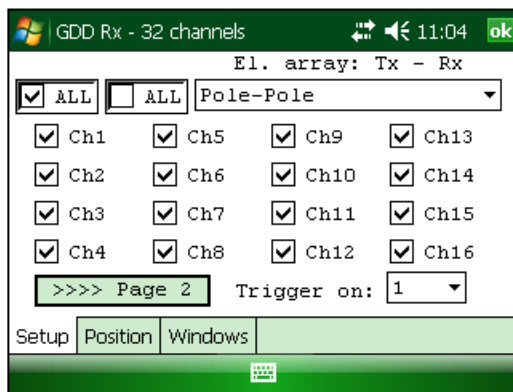 GDD Rx - 32 channels 11:04 ok
El. array: Tx - Rx
ALL ALL Pole-Pole
Ch1 Ch5 Ch9 Ch13
Ch2 Ch6 Ch10 Ch14
Ch3 Ch7 Ch11 Ch15
Ch4 Ch8 Ch12 Ch16
>>>> Page 2 Trigger on: 1
Setup Position Windows